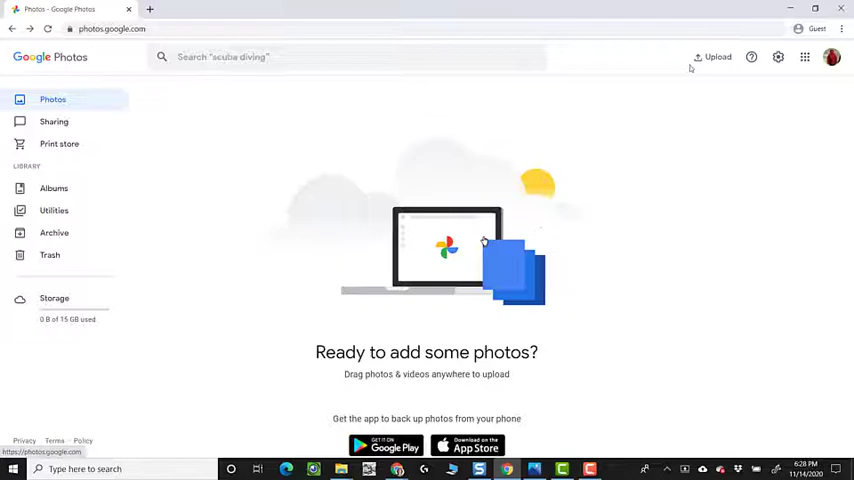 Photos - Google Photos
photos.google.com
Guest
Google Photos
Search "scuba diving"
Upload
Photos
Sharing
Print store
LIBRARY
Albums
Utilities
Archive
Trash
Storage
0 B of 15 GB used
Ready to add some photos?
Drag photos & videos anywhere to upload
Get the app to back up photos from your phone
GET IT ON
Google Play
Download on the
App Store
Privacy Terms Policy
https://photos.google.com
Type here to search
6:28 PM
11/14/2020